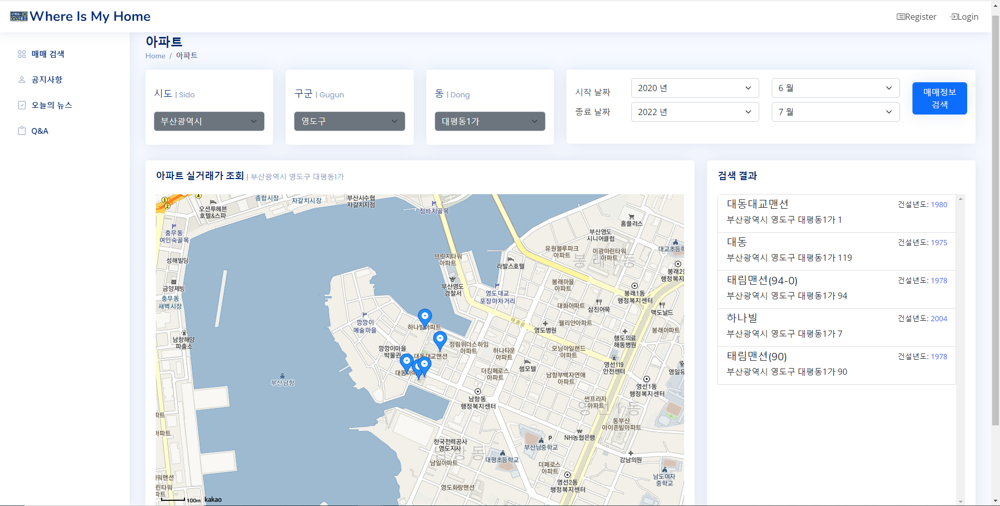 Where Is My Home
Register
Login
매매 검색
공지사항
오늘의 뉴스
Q&A
아파트
Home / 아파트
시도 | Sido
부산광역시
구군 | Gugun
영도구
동 | Dong
대평동1가
시작 날짜
2020 년
6 월
종료 날짜
2022 년
7 월
매매정보
검색
아파트 실거래가 조회 | 부산광역시 영도구 대평동1가
1
2
4
종합시장
자갈치시장
부산시수협
자갈치지점
오션투헤븐
호텔&스파
점바치골목
홈플러스
충무동
여인숙골목
부산영도
시니어클럽
유원블루파크
아파트
미광마린타워
아파트
대교초등학
봉래1동
성해빌딩
브릿지타워
아파트
라발스호텔
봉래2동
행정복지
금양제빙
부산영도
경찰서
봉래마을
아파트
영도대교
포장마차거리
봉래1동
행정복지센터
충무동
새벽시장
대화아파트
삼진어묵
맥도날드
깡깡이
예술마을
하나빌아파트
태종로
웰리안아파트
영도병원
봉래아파트
남항해양
파출소
행도의료
해동병원
깡깡이마을
박물관
정림위더스하임
아파트
대동대교맨션
하나타운
아파트
모닝아일랜드
아파트
영선119
안전센터
썸모텔
대동아파
더킹페로스
아파트
남항부백자연애
아파트
영일유
부산남항
남항동
행정복지센터
영선1동
행정복지센터
썬프라자
아파트
영선1동
파트
동부산
아이존빌아파트
아파트
NH농협은행
P
한국전력공사
영도지사
남항동
부산남중학교
남일아파트
대평초등학교
강남의원
더페로스
아파트
남도여자
중학교
영선2동
행정복지센터
워맨션
린타워
파트
영도화랑맨션
100m
kakao
검색 결과
대동대교맨션
건설년도: 1980
부산광역시 영도구 대평동1가 1
대동
건설년도: 1975
부산광역시 영도구 대평동1가 119
태림맨션(94-0)
건설년도: 1978
부산광역시 영도구 대평동1가 94
하나빌
건설년도: 2004
부산광역시 영도구 대평동1가 7
태림맨션(90)
건설년도: 1978
부산광역시 영도구 대평동1가 90